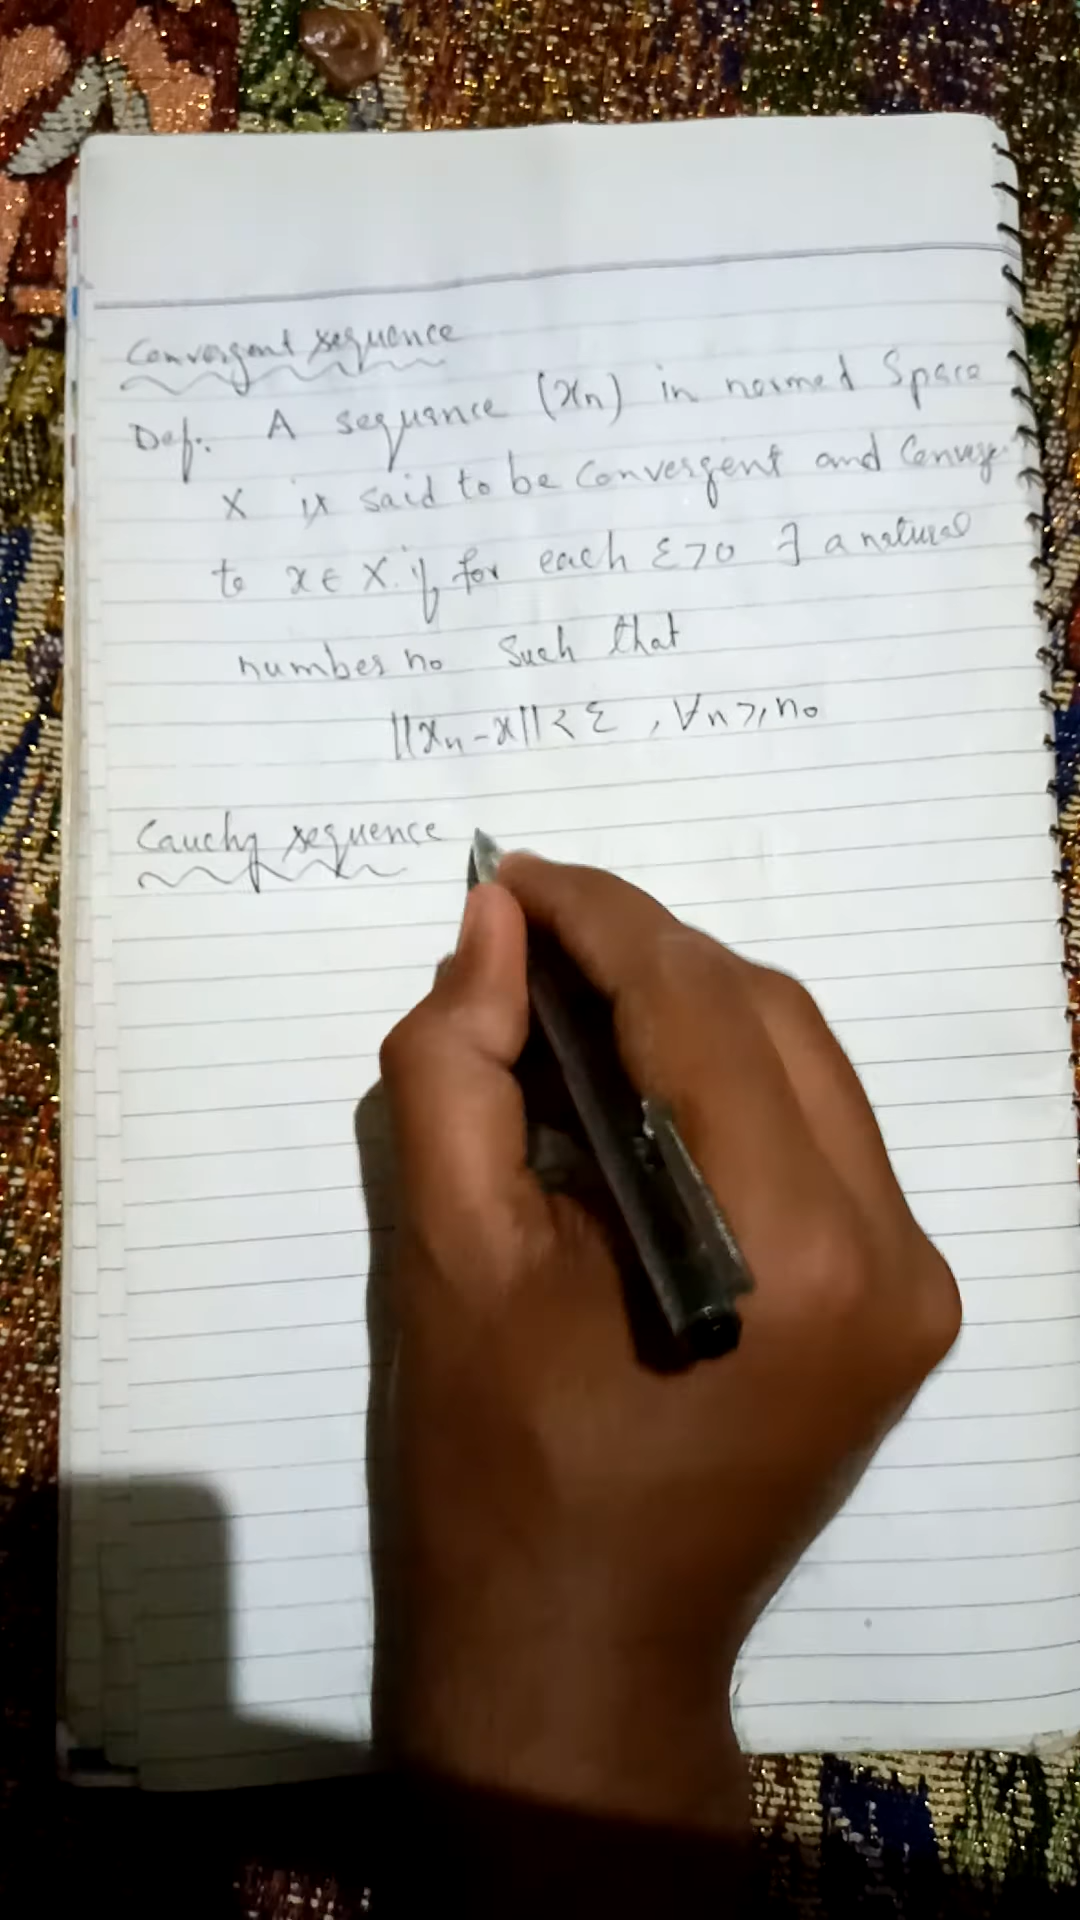 Convergent sequence
Def:. A sequence (xn) in normed Space
X is said to be Convergent and Converge
to x ∈ X. if for each ε>0 ∃ a natural
number n₀ Such that
||xₙ-x|| < ε , ∀n ≥ n₀
Cauchy sequence